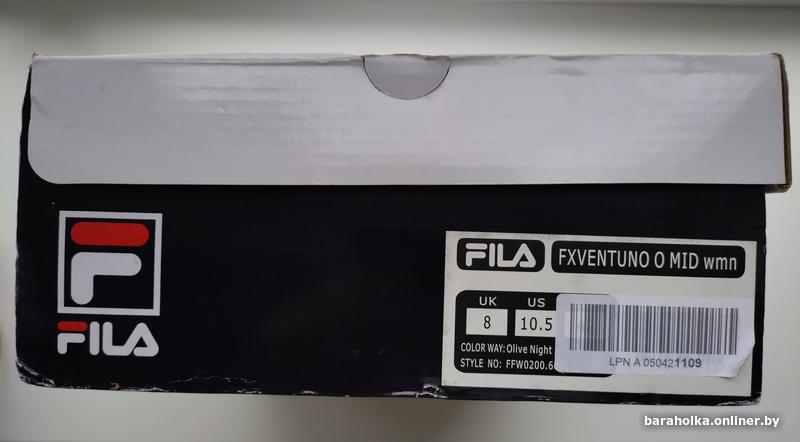 FILA
FILA
FXVENTUNO O MID wmn
UK US
8 10.5
COLOR WAY: Olive Night
STYLE NO: FFW0200.
LPN A 050421109
baraholka.onliner.by